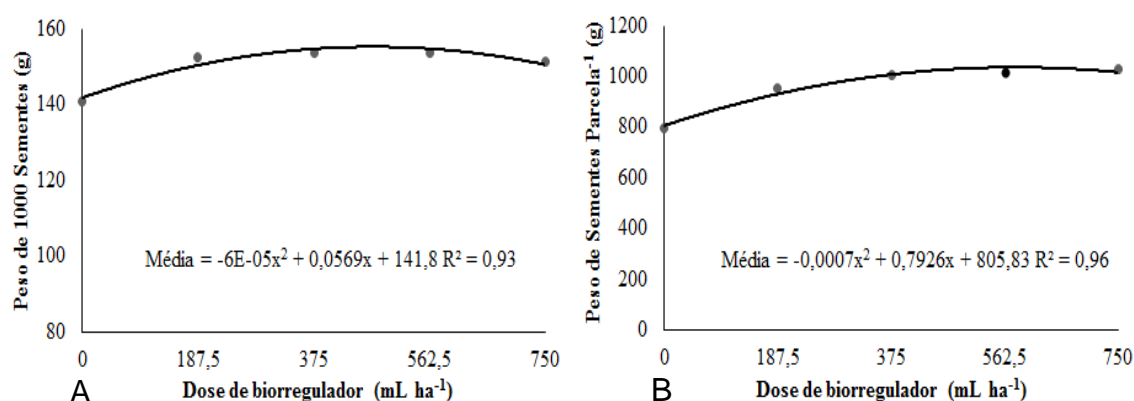 Peso de 1000 Sementes (g)
160
140
120
100
80
Média = -6E-05x² + 0,0569x + 141,8 R² = 0,93
0 187,5 375 562,5 750
A Dose de biorregulador (mL ha⁻¹)
Peso de Sementes Parcela⁻¹ (g)
1200
1000
800
600
400
200
0
Média = -0,0007x² + 0,7926x + 805,83 R² = 0,96
0 187,5 375 562,5 750
B Dose de biorregulador (mL ha⁻¹)